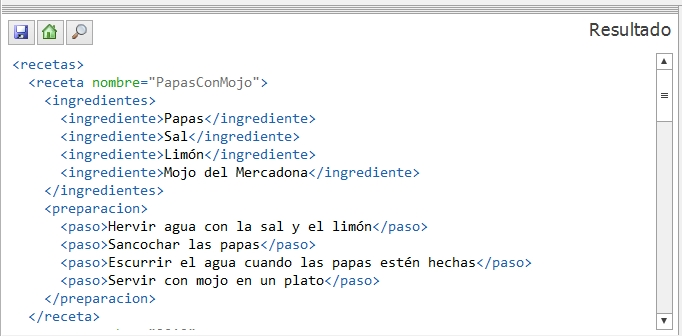 Resultado
<recetas>
<receta nombre="PapasConMojo">
<ingredientes>
<ingrediente>Papas</ingrediente>
<ingrediente>Sal</ingrediente>
<ingrediente>Limón</ingrediente>
<ingrediente>Mojo del Mercadona</ingrediente>
</ingredientes>
<preparacion>
<paso>Hervir agua con la sal y el limón</paso>
<paso>Sancochar las papas</paso>
<paso>Escurrir el agua cuando las papas estén hechas</paso>
<paso>Servir con mojo en un plato</paso>
</preparacion>
</receta>